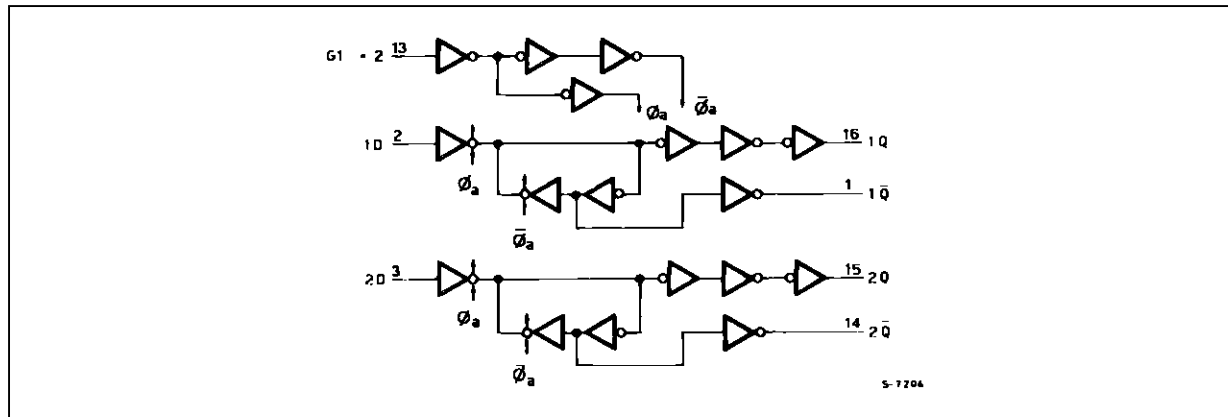 G1 · 2 13
Øa
Ø̄a
1D 2
16 1Q
Øa
1 1Q̄
Ø̄a
2D 3
15 2Q
Øa
14 2Q̄
Ø̄a
S-7204